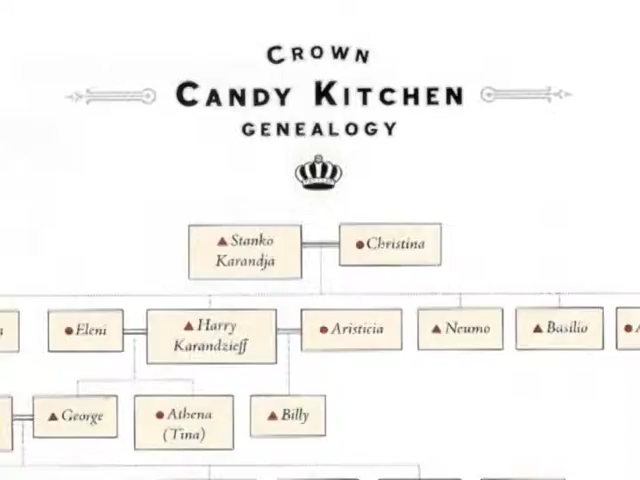 CROWN
CANDY KITCHEN
GENEALOGY
Stanko
Karandja
Christina
Eleni
Harry
Karandzieff
Aristicia
Neumo
Basilio
George
Athena
(Tina)
Billy